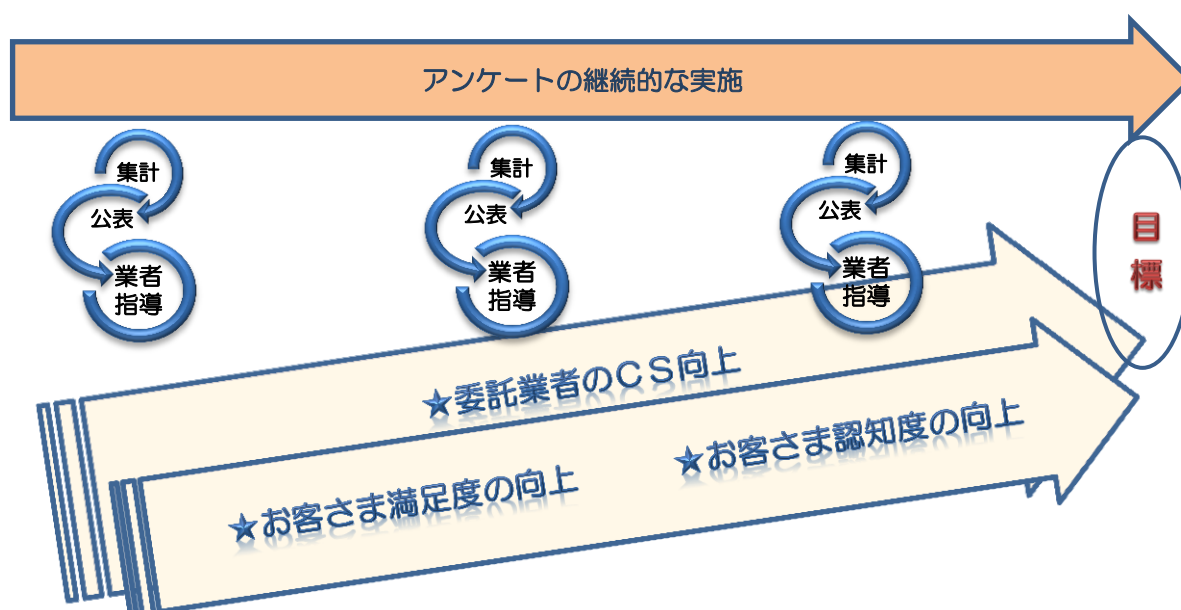 アンケートの継続的な実施
集計
公表
業者
指導
集計
公表
業者
指導
集計
公表
業者
指導
目
標
★委託業者のCS向上
★お客さま満足度の向上
★お客さま認知度の向上